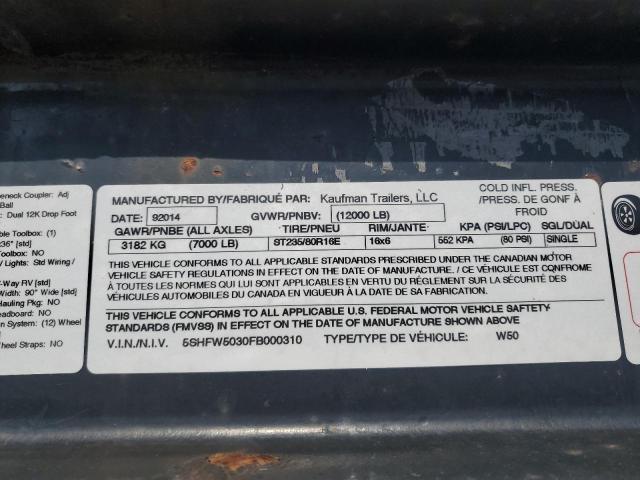 eneck Coupler: Adj
Ball
: Dual 12K Drop Foot
ble Toolbox: (1)
36" [std]
oolbox: NO
/ Lights: Std Wiring /
-Way RV [std]
Width: 90" Wide [std]
Hauling Pkg: NO
eadboard: NO
n System: (12) Wheel
heel Straps: NO
MANUFACTURED BY/FABRIQUÉ PAR: Kaufman Trailers, LLC
COLD INFL. PRESS.
/PRESS. DE GONF À
FROID
DATE: 92014 GVWR/PNBV: (12000 LB)
GAWR/PNBE (ALL AXLES) TIRE/PNEU RIM/JANTE KPA (PSI/LPC) SGL/DUAL
3182 KG (7000 LB) ST235/80R16E 16x6 552 KPA (80 PSI) SINGLE
THIS VEHICLE CONFORMS TO ALL APPLICABLE STANDARDS PRESCRIBED UNDER THE CANADIAN MOTOR
VEHICLE SAFETY REGULATIONS IN EFFECT ON THE DATE OF MANUFACTURE. / CE VÉHICULE EST CONFROME
À TOUTES LES NORMES QUI LUI SONT APPLICABLES EN VERTU DU RÉGLEMENT SUR LA SÉCURITÉ DES
VÉHICULES AUTOMOBILES DU CANADA EN VIGUEUR À LA DATE DE SA FABRICATION.
THIS VEHICLE CONFORMS TO ALL APPLICABLE U.S. FEDERAL MOTOR VEHICLE SAFETY
STANDARDS (FMVSS) IN EFFECT ON THE DATE OF MANUFACTURE SHOWN ABOVE
V.I.N./N.I.V. 5SHFW5030FB000310 TYPE/TYPE DE VÉHICULE: W50